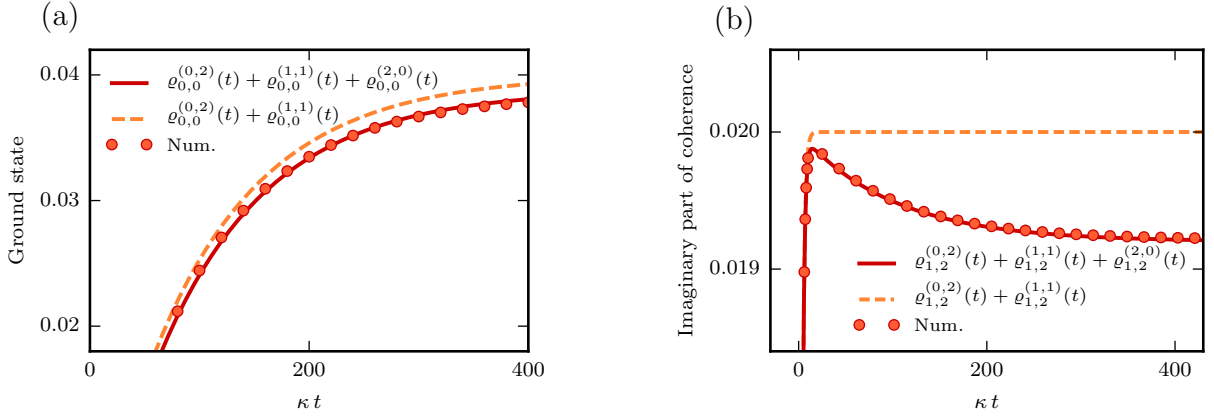 (a)
Ground state
0.04
0.03
0.02
ϱ_{0,0}^{(0,2)}(t) + ϱ_{0,0}^{(1,1)}(t) + ϱ_{0,0}^{(2,0)}(t)
ϱ_{0,0}^{(0,2)}(t) + ϱ_{0,0}^{(1,1)}(t)
Num.
0 200 400
κ t
(b)
Imaginary part of coherence
0.020
0.019
ϱ_{1,2}^{(0,2)}(t) + ϱ_{1,2}^{(1,1)}(t) + ϱ_{1,2}^{(2,0)}(t)
ϱ_{1,2}^{(0,2)}(t) + ϱ_{1,2}^{(1,1)}(t)
Num.
0 200 400
κ t